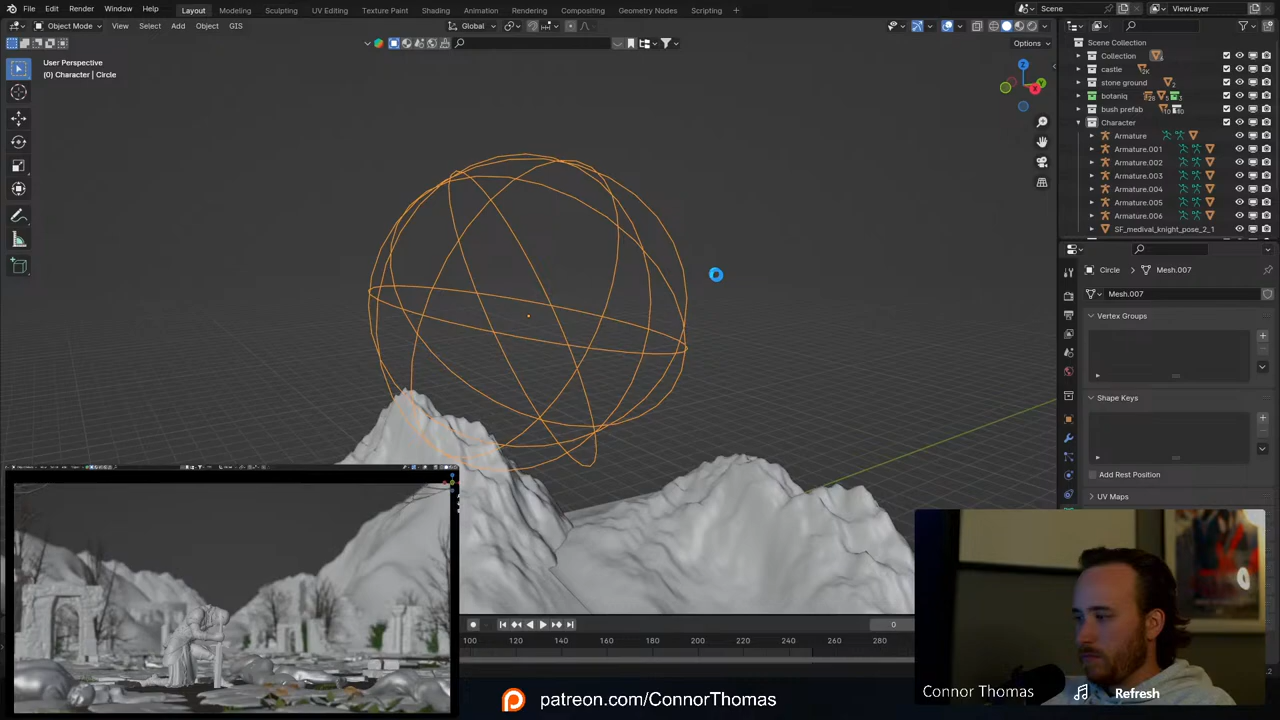 File Edit Render Window Help Layout Modeling Sculpting UV Editing Texture Paint Shading Animation Rendering Compositing Geometry Nodes Scripting + Scene ViewLayer
Object Mode View Select Add Object GIS Global
Options
User Perspective
(0) Character | Circle
Z
Y
X
Scene Collection
Collection
castle
stone ground
botaniq
bush prefab
Character
Armature
Armature.001
Armature.002
Armature.003
Armature.004
Armature.005
Armature.006
SF_medival_knight_pose_2_1
Circle Mesh.007
Mesh.007
Vertex Groups
Shape Keys
Add Rest Position
UV Maps
0
100 120 140 160 180 200 220 240 260 280
patreon.com/ConnorThomas
Connor Thomas
Refresh